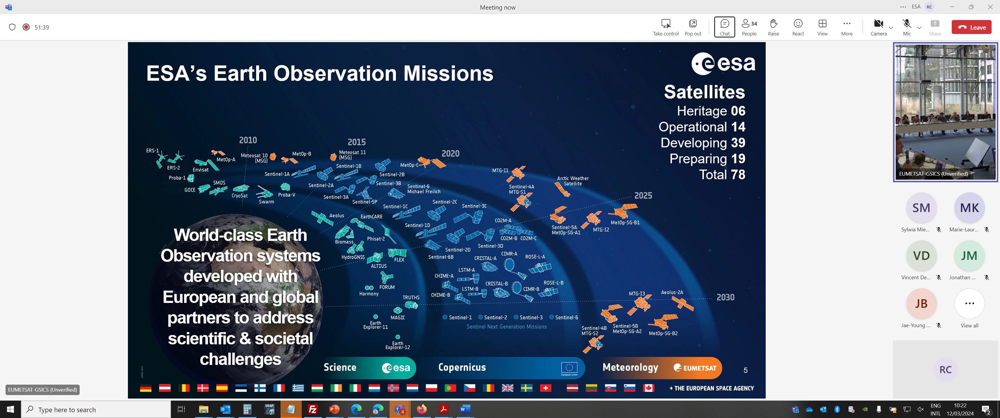 Meeting now
ESA
RC
51:39
Take control
Pop out
Chat
34
People
Raise
React
View
More
Camera
Mic
Share
Leave
ESA's Earth Observation Missions
esa
Satellites
Heritage 06
Operational 14
Developing 39
Preparing 19
Total 78
2010
2015
2020
2025
2030
ERS-1
ERS-2
MetOp-A
Envisat
Meteosat 10
(MSG)
MetOp-B
Meteosat 11
(MSG)
MetOp-C
Proba-1
GOCE
SMOS
CryoSat
Swarm
Proba-V
Sentinel-1A
Sentinel-2A
Sentinel-1B
Sentinel-2B
Sentinel-3B
Sentinel-3A
Sentinel-5P
Sentinel-6
Michael Freilich
MTG-I1
Sentinel-4A
MTG-S1
Arctic Weather
Satellite
Sentinel-1C
Sentinel-2C
Sentinel-3C
Aeolus
EarthCARE
Biomass
Phisat-2
HydroGNSS
ALTIUS
FLEX
Sentinel-1D
CO2M-A
CO2M-B
CO2M-C
Sentinel-2D
Sentinel-3D
Sentinel-6B
Sentinel-5A
MetOp-SG-A1
MTG-I2
MetOp-SG-B1
CRISTAL-A
CIMR-A
ROSE-L-A
LSTM-A
CHIME-A
FORUM
Harmony
LSTM-B
CRISTAL-B
CIMR-B
ROSE-L-B
CHIME-B
TRUTHS
MAGIC
Earth
Explorer-11
Earth
Explorer-12
Sentinel-1
Sentinel-2
Sentinel-3
Sentinel-6
Sentinel Next Generation Missions
MTG-I3
Aeolus-2A
Sentinel-4B
MTG-S2
Sentinel-5B
MetOp-SG-A2
MetOp-SG-B2
World-class Earth
Observation systems
developed with
European and global
partners to address
scientific & societal
challenges
©ESA 2023
Science
esa
Copernicus
European Union
Meteorology
EUMETSAT
5
→ THE EUROPEAN SPACE AGENCY
EUMETSAT-GSICS (Unverified)
EUMETSAT-GSICS (Unverified)
SM
Sylwia Mie...
MK
Marie-Laur...
VD
Vincent De...
JM
Jonathan ...
JB
Jae-Young ...
View all
RC
Type here to search
SNAP
4
ENG
INTL
10:22
12/03/2024
2